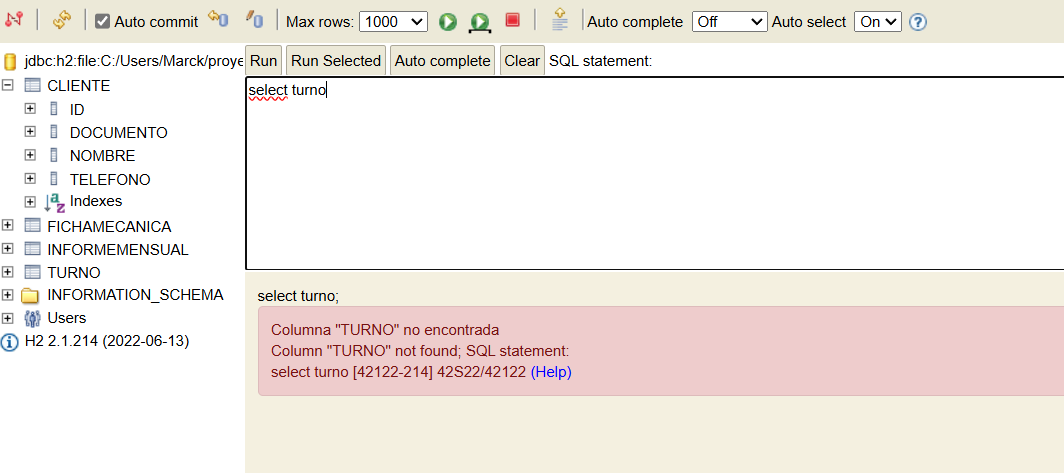 Auto commit Max rows: 1000 Auto complete Off Auto select On ?
jdbc:h2:file:C:/Users/Marck/proye
CLIENTE
ID
DOCUMENTO
NOMBRE
TELEFONO
Indexes
FICHAMECANICA
INFORMEMENSUAL
TURNO
INFORMATION_SCHEMA
Users
H2 2.1.214 (2022-06-13)
Run Run Selected Auto complete Clear SQL statement:
select turno
select turno;
Columna "TURNO" no encontrada
Column "TURNO" not found; SQL statement:
select turno [42122-214] 42S22/42122 (Help)